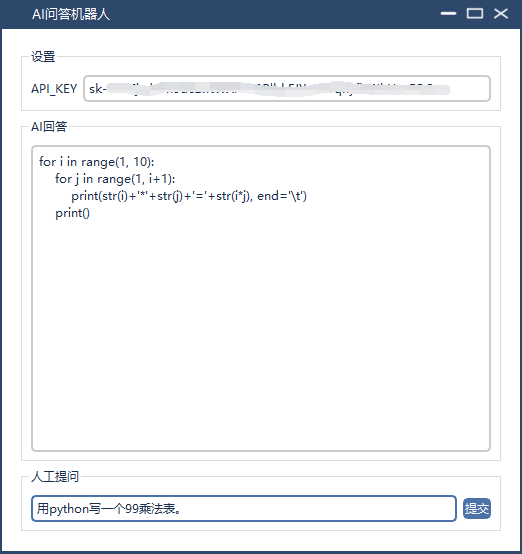 AI问答机器人
设置
API_KEY sk-
AI回答
for i in range(1, 10):
    for j in range(1, i+1):
        print(str(i)+'*'+str(j)+'='+str(i*j), end='\t')
    print()
人工提问
用python写一个99乘法表。 提交